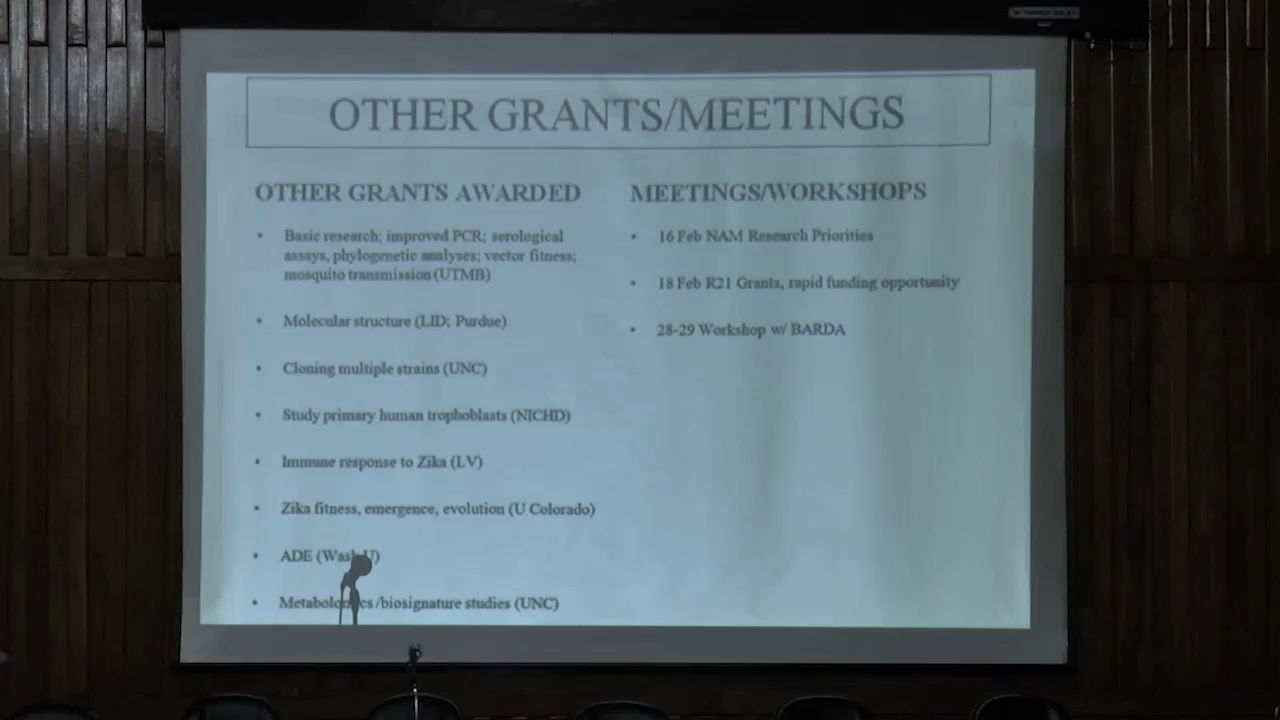 OTHER GRANTS/MEETINGS
OTHER GRANTS AWARDED
• Basic research; improved PCR; serological
assays, phylogenetic analyses; vector fitness;
mosquito transmission (UTMB)
• Molecular structure (LID; Purdue)
• Cloning multiple strains (UNC)
• Study primary human trophoblasts (NICHD)
• Immune response to Zika (LV)
• Zika fitness, emergence, evolution (U Colorado)
• ADE (Wash U)
• Metabolomics/biosignature studies (UNC)
MEETINGS/WORKSHOPS
• 16 Feb NAM Research Priorities
• 18 Feb R21 Grants, rapid funding opportunity
• 28-29 Workshop w/ BARDA